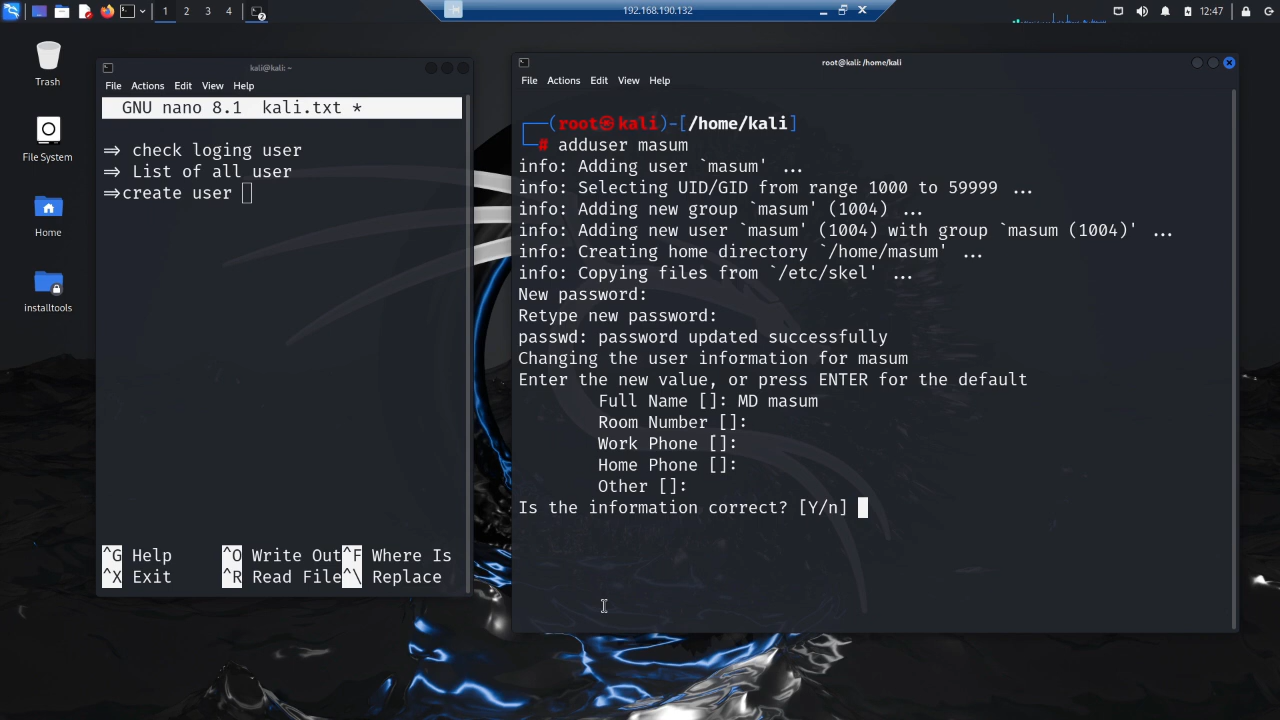 1 2 3 4
2
192.168.190.132
12:47
Trash
File System
Home
installtools
kali@kali: ~
File Actions Edit View Help
GNU nano 8.1 kali.txt *
=> check loging user
=> List of all user
=>create user
^G Help ^O Write Out ^F Where Is
^X Exit ^R Read File ^\ Replace
root@kali: /home/kali
File Actions Edit View Help
┌──(root㉿kali)-[/home/kali]
└─# adduser masum
info: Adding user `masum' ...
info: Selecting UID/GID from range 1000 to 59999 ...
info: Adding new group `masum' (1004) ...
info: Adding new user `masum' (1004) with group `masum (1004)' ...
info: Creating home directory `/home/masum' ...
info: Copying files from `/etc/skel' ...
New password:
Retype new password:
passwd: password updated successfully
Changing the user information for masum
Enter the new value, or press ENTER for the default
Full Name []: MD masum
Room Number []:
Work Phone []:
Home Phone []:
Other []:
Is the information correct? [Y/n]